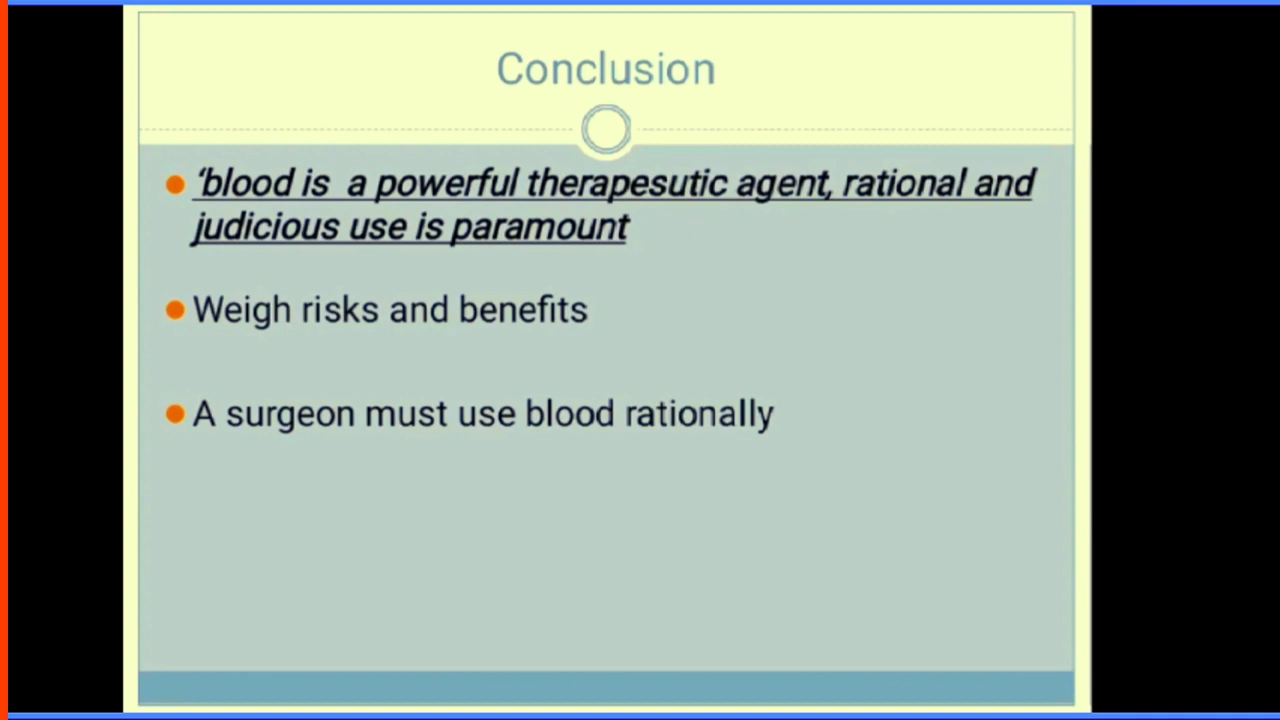 Conclusion
‘blood is a powerful therapesutic agent, rational and
judicious use is paramount
Weigh risks and benefits
A surgeon must use blood rationally